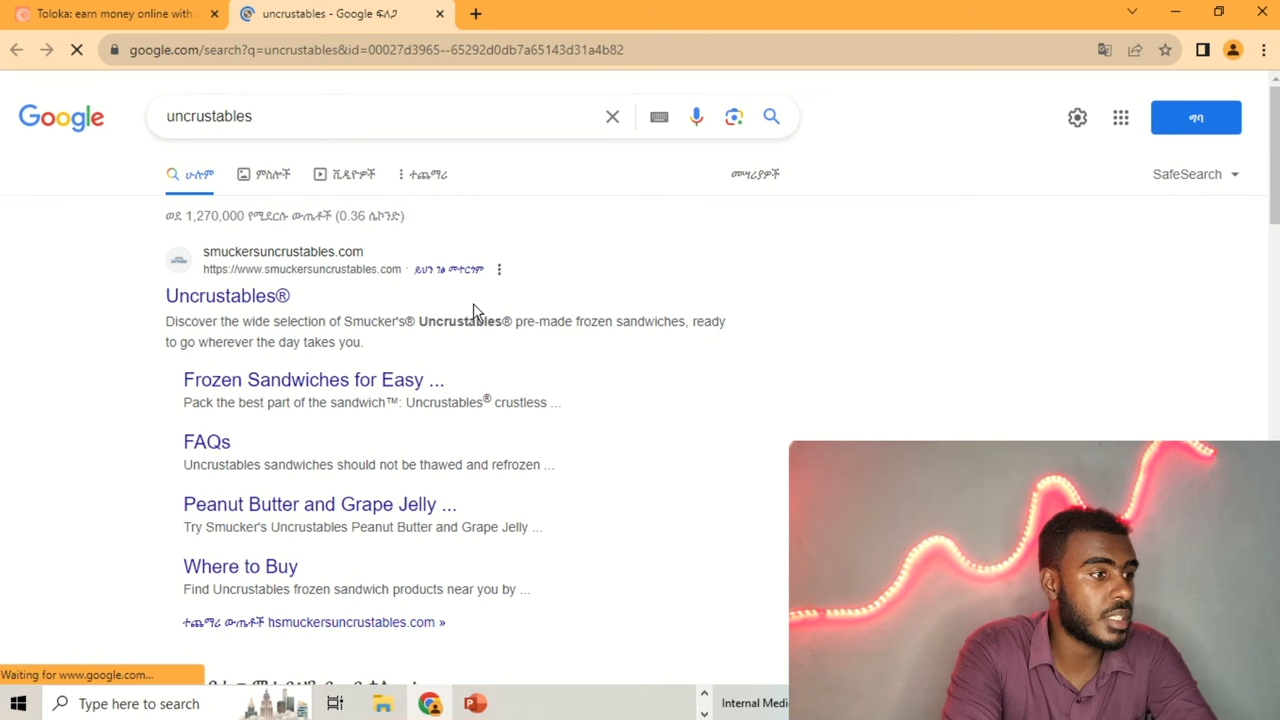 Toloka: earn money online with
uncrustables - Google ፍለጋ
google.com/search?q=uncrustables&id=00027d3965--65292d0db7a65143d31a4b82
Google
uncrustables
ግባ
ሁሉም
ምስሎች
ቪዲዮዎች
ተጨማሪ
መሣሪያዎች
SafeSearch
ወደ 1,270,000 የሚደርሱ ውጤቶች (0.36 ሴኮንድ)
smuckersuncrustables.com
https://www.smuckersuncrustables.com · ይህን ገፅ መተርጎም
Uncrustables®
Discover the wide selection of Smucker's® Uncrustables® pre-made frozen sandwiches, ready
to go wherever the day takes you.
Frozen Sandwiches for Easy ...
Pack the best part of the sandwich™: Uncrustables® crustless ...
FAQs
Uncrustables sandwiches should not be thawed and refrozen ...
Peanut Butter and Grape Jelly ...
Try Smucker's Uncrustables Peanut Butter and Grape Jelly ...
Where to Buy
Find Uncrustables frozen sandwich products near you by ...
ተጨማሪ ውጤቶች hsmuckersuncrustables.com »
Waiting for www.google.com...
Type here to search
Internal Medi